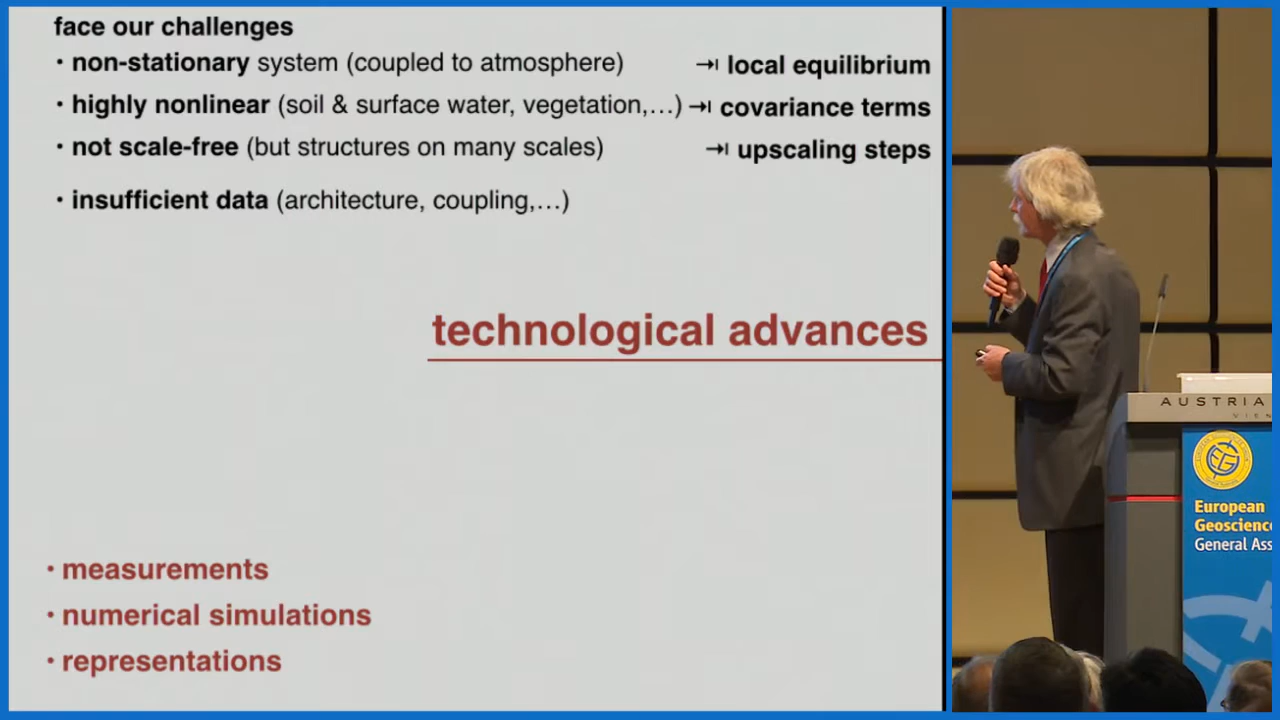 face our challenges
• non-stationary system (coupled to atmosphere) ⇥ local equilibrium
• highly nonlinear (soil & surface water, vegetation,…) ⇥ covariance terms
• not scale-free (but structures on many scales) ⇥ upscaling steps
• insufficient data (architecture, coupling,…)
technological advances
• measurements
• numerical simulations
• representations
AUSTRIA
VIEN
EG
European
Geoscienc
General Ass